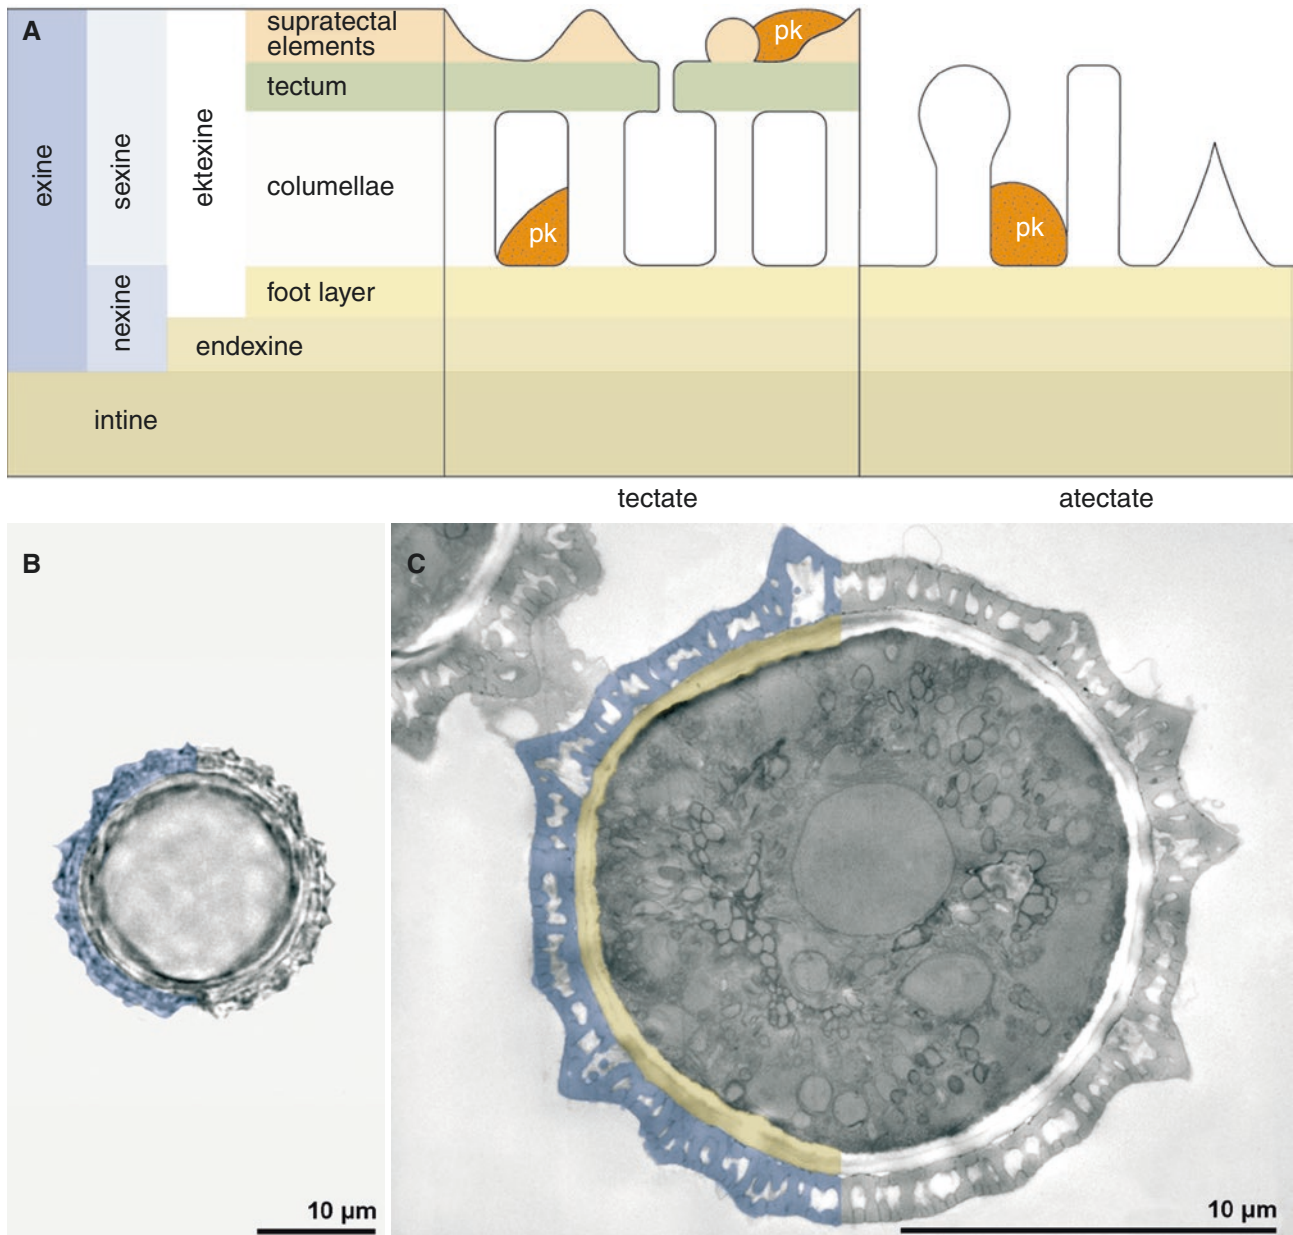 A
supratectal
elements
pk
tectum
exine
sexine
ektexine
columellae
pk
pk
nexine
foot layer
endexine
intine
tectate
atectate
B
C
10 µm
10 µm